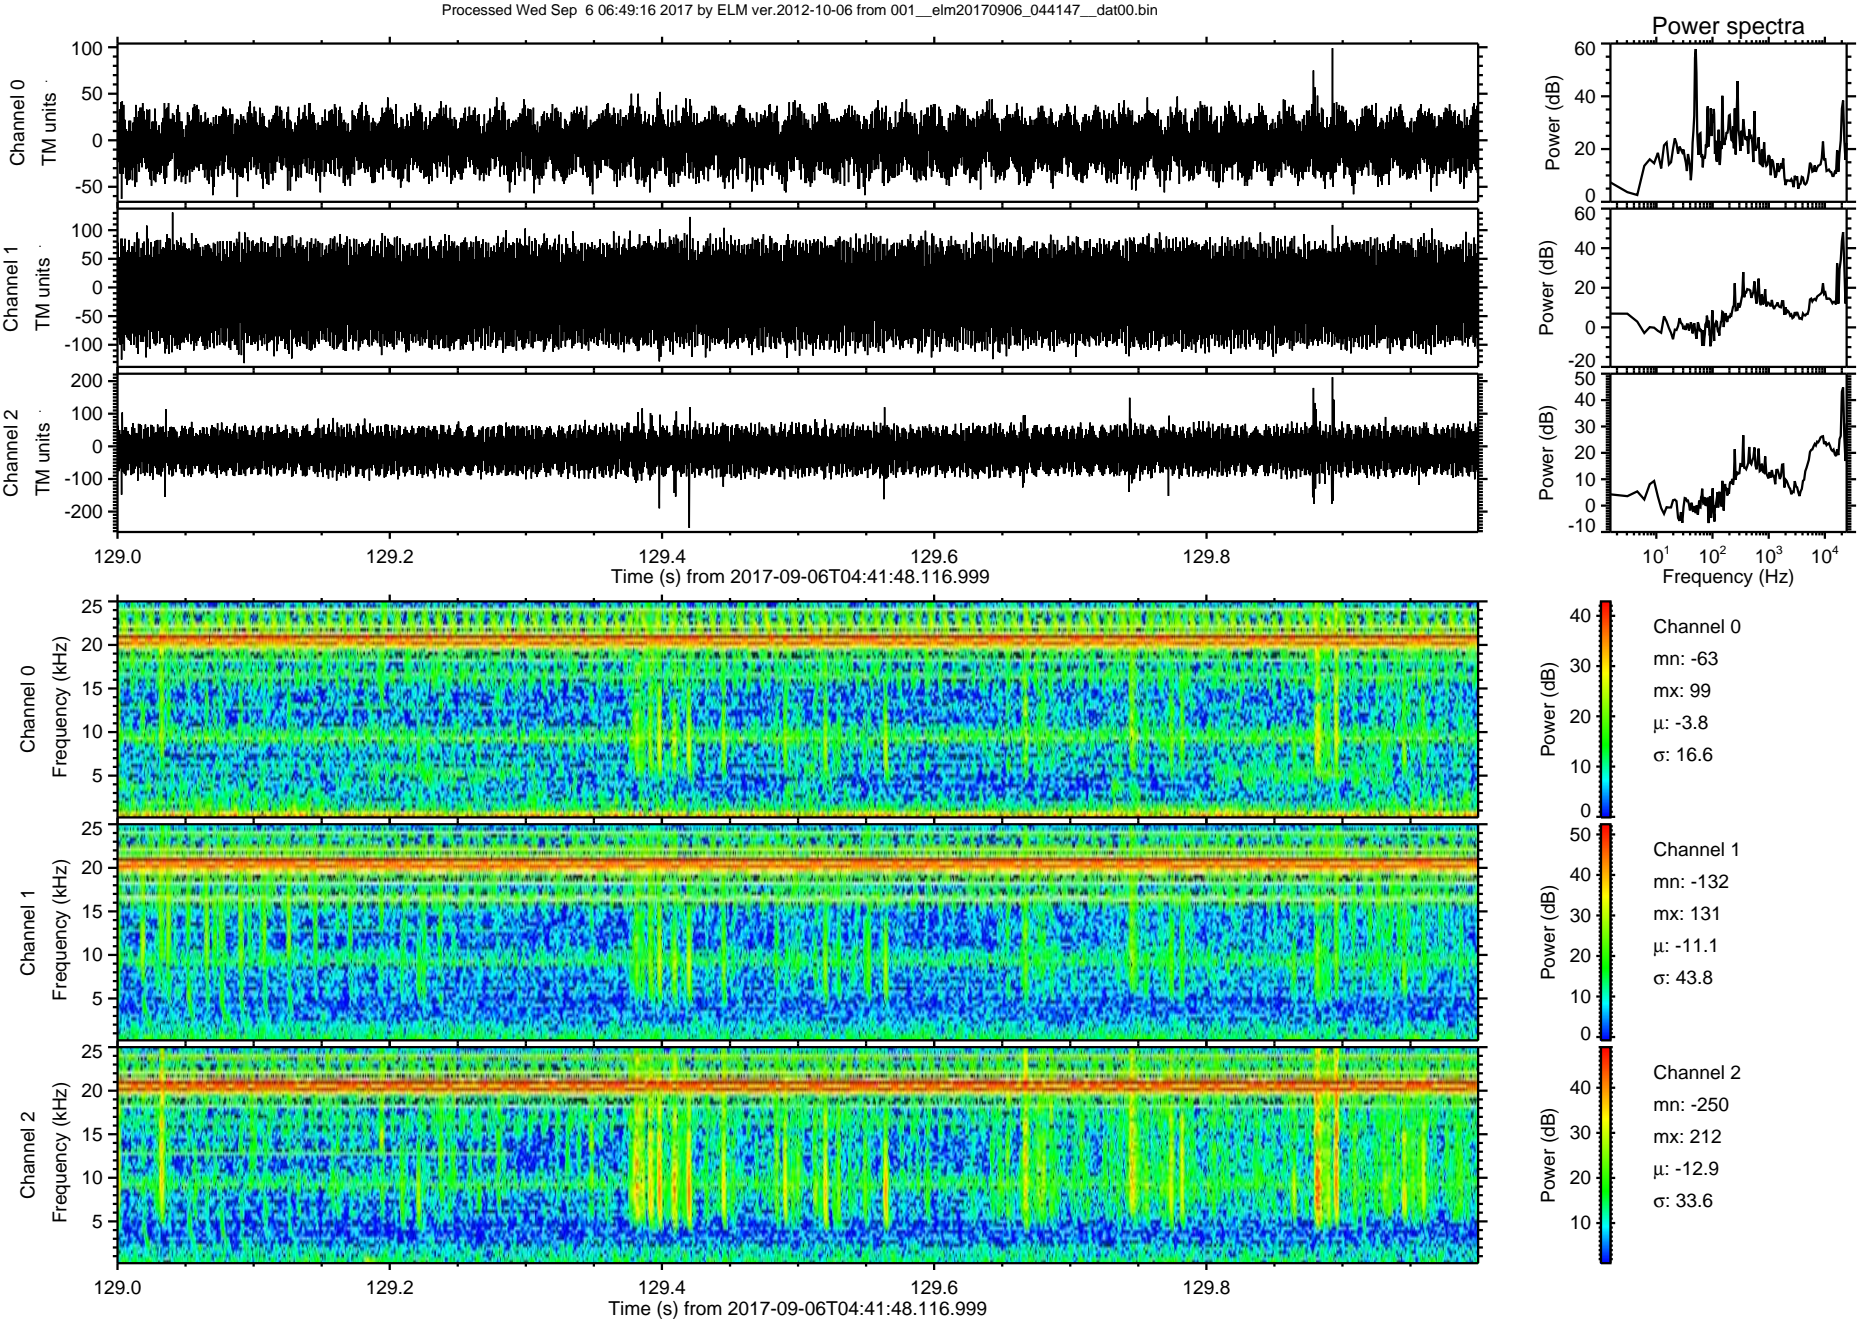 Processed Wed Sep  6 06:49:16 2017 by ELM ver.2012-10-06 from 001__elm20170906_044147__dat00.bin
Power spectra
Channel 0
TM units
100
50
0
-50
Power (dB)
60
40
20
0
Channel 1
TM units
100
50
0
-50
-100
Power (dB)
60
40
20
0
-20
Channel 2
TM units
200
100
0
-100
-200
Power (dB)
50
40
30
20
10
0
-10
129.0 129.2 129.4 129.6 129.8
Time (s) from 2017-09-06T04:41:48.116.999
10^1 10^2 10^3 10^4
Frequency (Hz)
Channel 0
Frequency (kHz)
25
20
15
10
5
Power (dB)
40
30
20
10
0
Channel 0
mn: -63
mx: 99
μ: -3.8
σ: 16.6
Channel 1
Frequency (kHz)
25
20
15
10
5
Power (dB)
50
40
30
20
10
0
Channel 1
mn: -132
mx: 131
μ: -11.1
σ: 43.8
Channel 2
Frequency (kHz)
25
20
15
10
5
Power (dB)
40
30
20
10
Channel 2
mn: -250
mx: 212
μ: -12.9
σ: 33.6
129.0 129.2 129.4 129.6 129.8
Time (s) from 2017-09-06T04:41:48.116.999